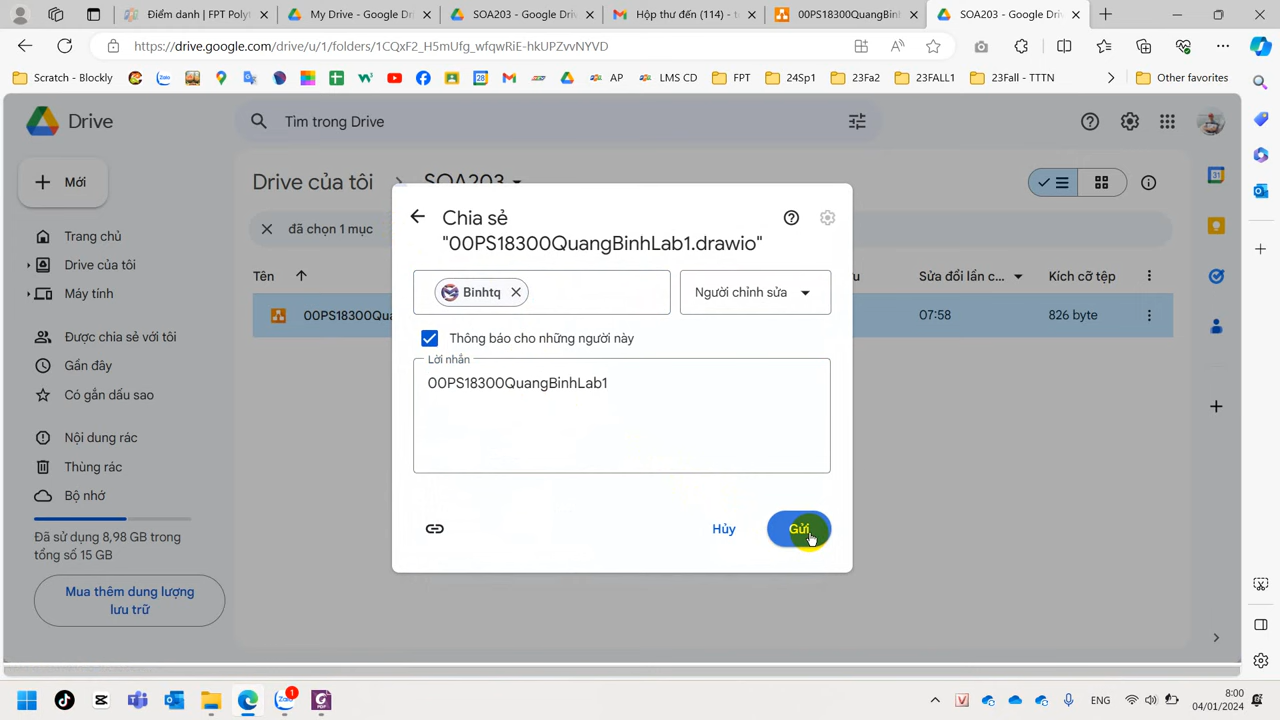 Điểm danh | FPT Polyt
My Drive - Google Dr
SOA203 - Google Driv
Hộp thư đến (114) - t
00PS18300QuangBinh
SOA203 - Google Driv
https://drive.google.com/drive/u/1/folders/1CQxF2_H5mUfg_wfqwRiE-hkUPZvvNYVD
Scratch - Blockly
AP
LMS CD
FPT
24Sp1
23Fa2
23FALL1
23Fall - TTTN
Other favorites
Drive
Tìm trong Drive
Mới
Drive của tôi
SOA203
đã chọn 1 mục
Trang chủ
Drive của tôi
Máy tính
Được chia sẻ với tôi
Gần đây
Có gắn dấu sao
Nội dung rác
Thùng rác
Bộ nhớ
Đã sử dụng 8,98 GB trong
tổng số 15 GB
Mua thêm dung lượng
lưu trữ
Tên
Sửa đổi lần c...
Kích cỡ tệp
00PS18300Qua
07:58
826 byte
Chia sẻ
"00PS18300QuangBinhLab1.drawio"
Binhtq
Người chỉnh sửa
Thông báo cho những người này
Lời nhắn
00PS18300QuangBinhLab1
Hủy
Gửi
1
ENG
8:00
04/01/2024